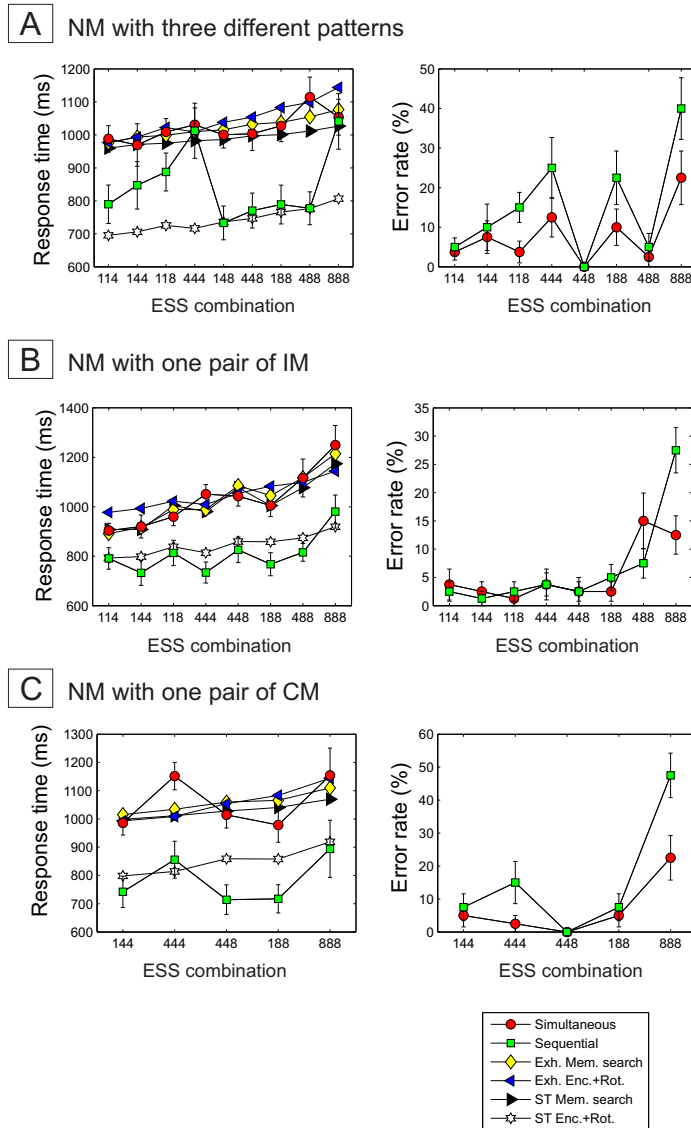 A NM with three different patterns
Response time (ms)
1200
1100
1000
900
800
700
600
114 144 118 444 448 188 488 888
ESS combination
Error rate (%)
50
40
30
20
10
0
114 144 118 444 448 188 488 888
ESS combination
B NM with one pair of IM
Response time (ms)
1400
1200
1000
800
600
114 144 118 444 448 188 488 888
ESS combination
Error rate (%)
35
30
25
20
15
10
5
0
114 144 118 444 448 188 488 888
ESS combination
C NM with one pair of CM
Response time (ms)
1300
1200
1100
1000
900
800
700
600
144 444 448 188 888
ESS combination
Error rate (%)
60
50
40
30
20
10
0
144 444 448 188 888
ESS combination
Simultaneous
Sequential
Exh. Mem. search
Exh. Enc.+Rot.
ST Mem. search
ST Enc.+Rot.